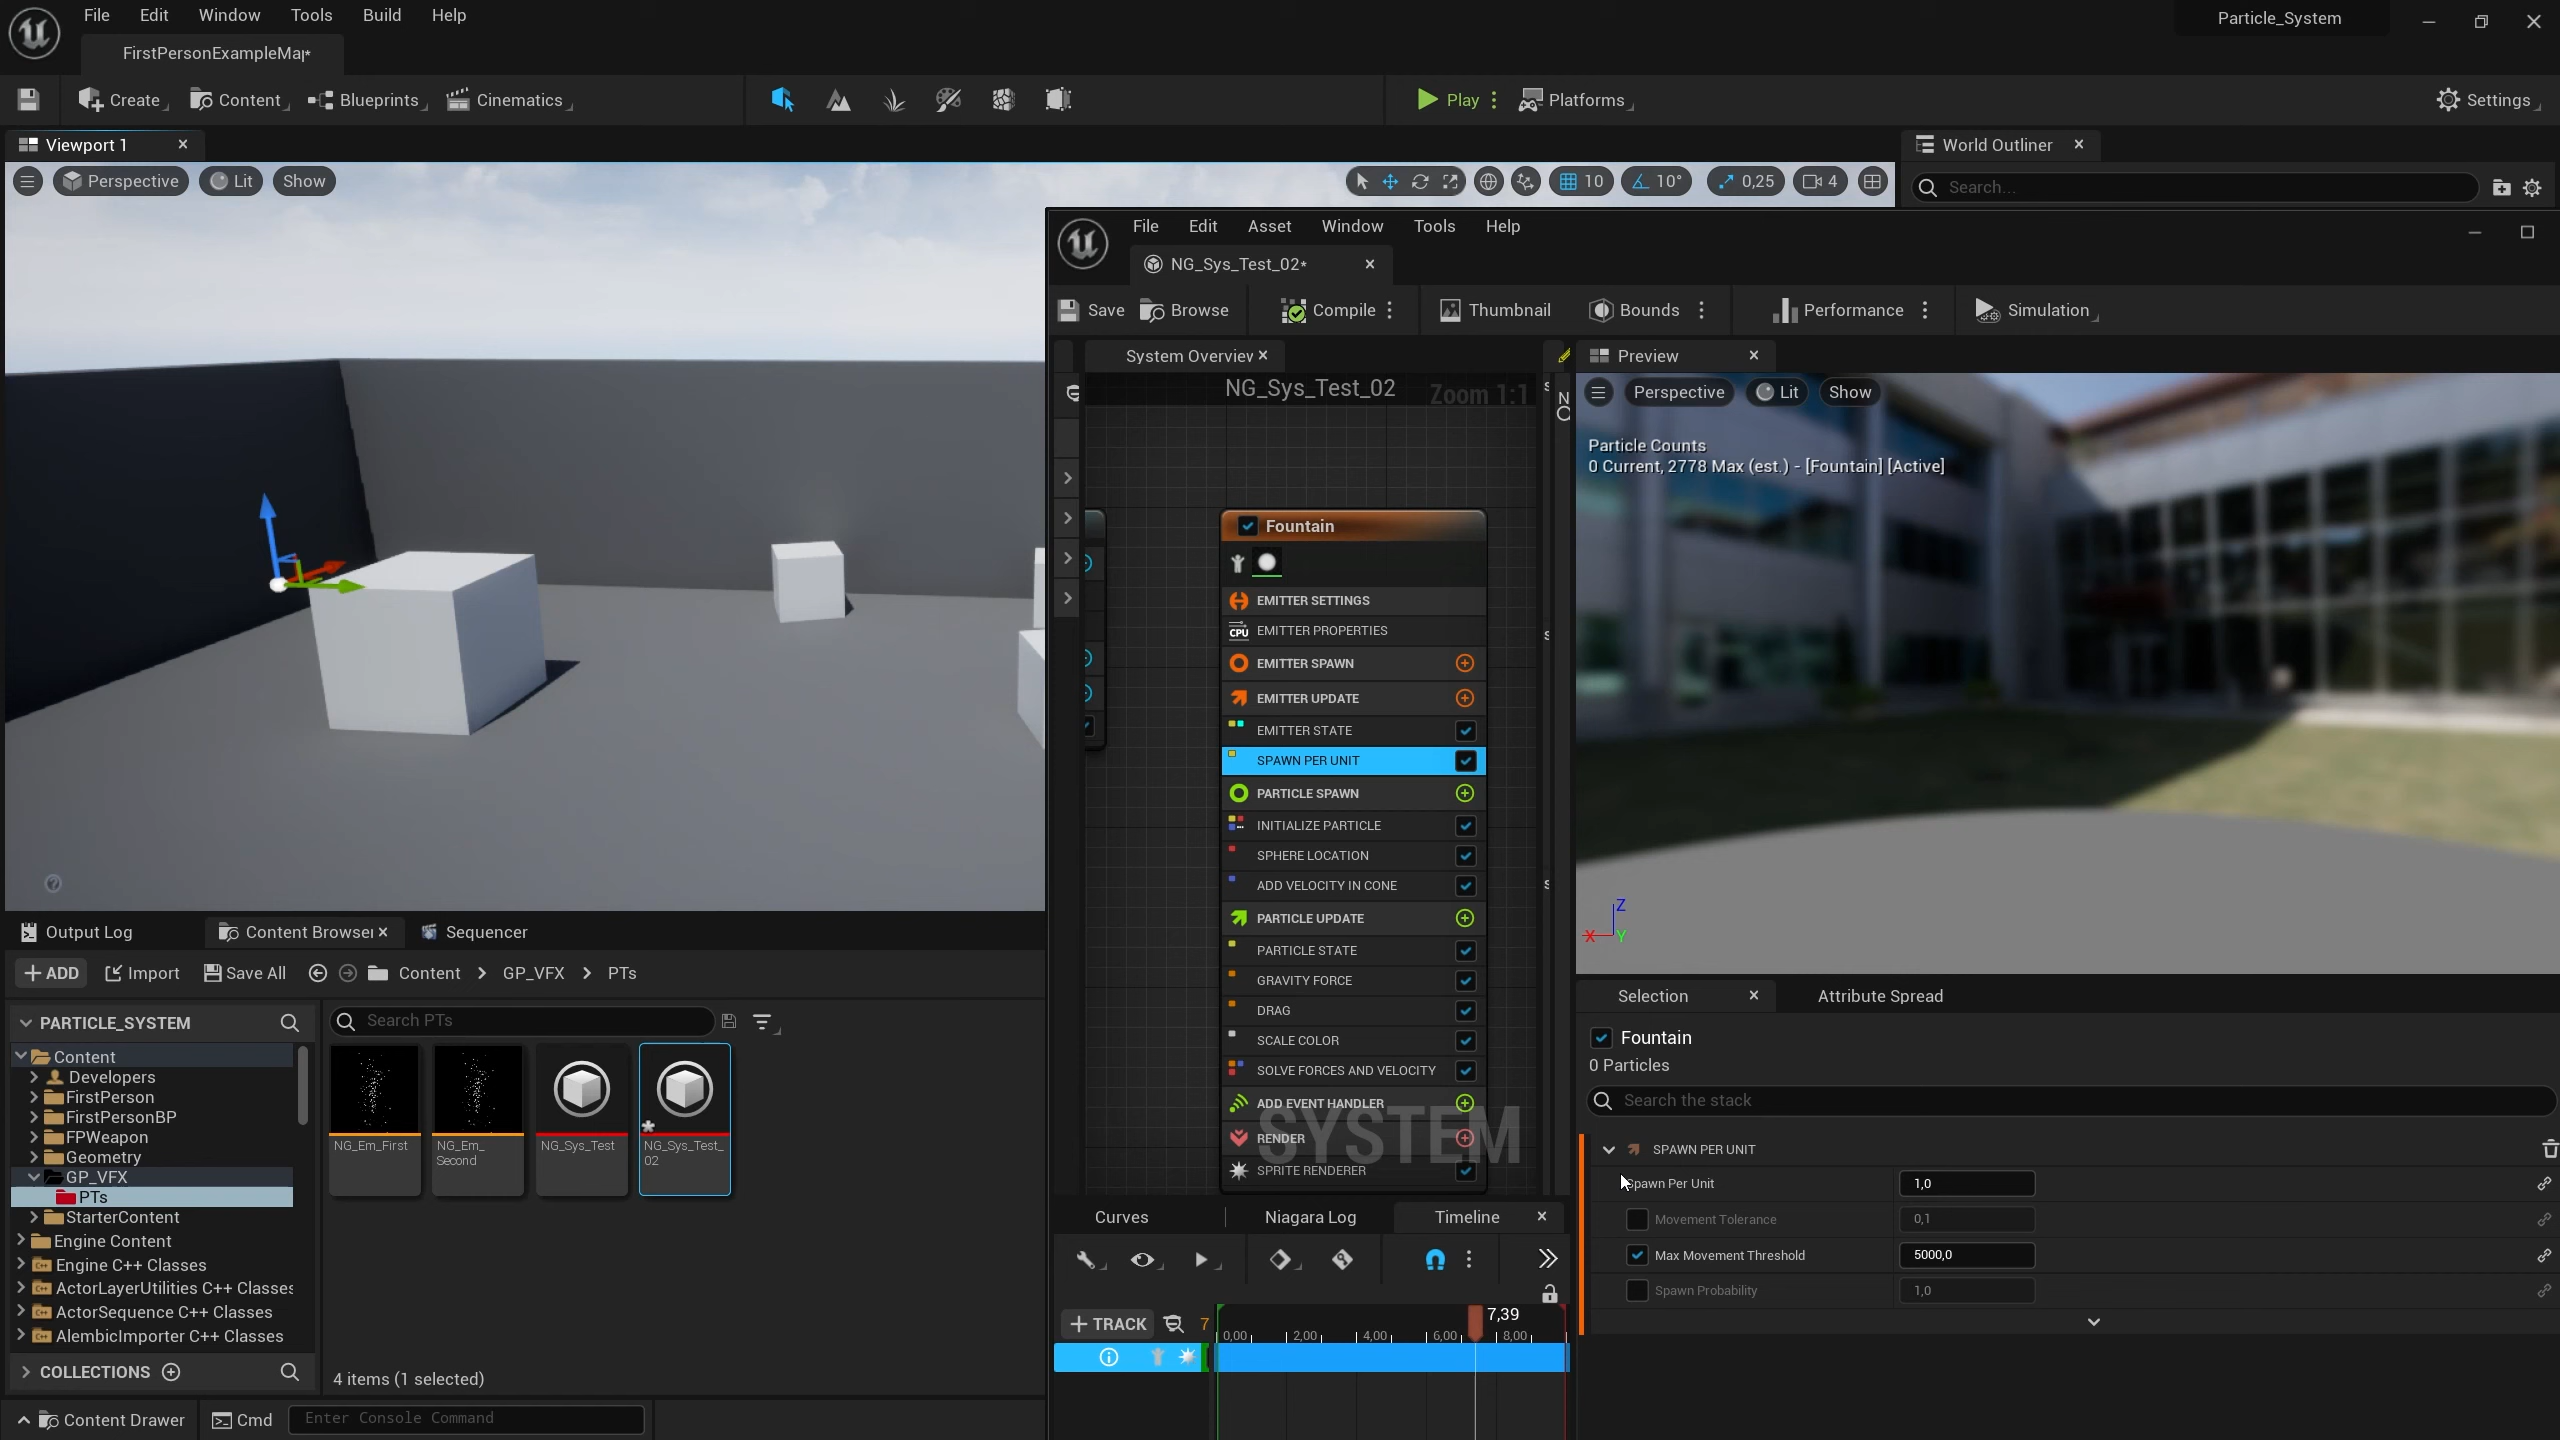 File Edit Window Tools Build Help
Particle_System
FirstPersonExampleMap*
Create Content Blueprints Cinematics Play Platforms Settings
Viewport 1
World Outliner
Perspective Lit Show
10 10° 0,25 4
Search...
File Edit Asset Window Tools Help
NG_Sys_Test_02*
Save Browse Compile Thumbnail Bounds Performance Simulation
System Overview
Preview
NG_Sys_Test_02
Zoom 1:1
Perspective Lit Show
Particle Counts
0 Current, 2778 Max (est.) - [Fountain] [Active]
Fountain
EMITTER SETTINGS
CPU EMITTER PROPERTIES
EMITTER SPAWN
EMITTER UPDATE
EMITTER STATE
SPAWN PER UNIT
PARTICLE SPAWN
INITIALIZE PARTICLE
SPHERE LOCATION
ADD VELOCITY IN CONE
PARTICLE UPDATE
PARTICLE STATE
GRAVITY FORCE
DRAG
SCALE COLOR
SOLVE FORCES AND VELOCITY
ADD EVENT HANDLER
RENDER
SPRITE RENDERER
SYSTEM
Z
X Y
Output Log Content Browser Sequencer
ADD Import Save All Content GP_VFX PTs
PARTICLE_SYSTEM
Search PTs
Content
Developers
FirstPerson
FirstPersonBP
FPWeapon
Geometry
GP_VFX
PTs
StarterContent
Engine Content
Engine C++ Classes
ActorLayerUtilities C++ Classes
ActorSequence C++ Classes
AlembicImporter C++ Classes
COLLECTIONS
NG_Em_First
NG_Em_
Second
NG_Sys_Test
NG_Sys_Test_
02
4 items (1 selected)
Content Drawer Cmd Enter Console Command
Curves Niagara Log Timeline
TRACK
7
7,39
0,00 2,00 4,00 6,00 8,00
Selection Attribute Spread
Fountain
0 Particles
Search the stack
SPAWN PER UNIT
Spawn Per Unit 1,0
Movement Tolerance 0,1
Max Movement Threshold 5000,0
Spawn Probability 1,0